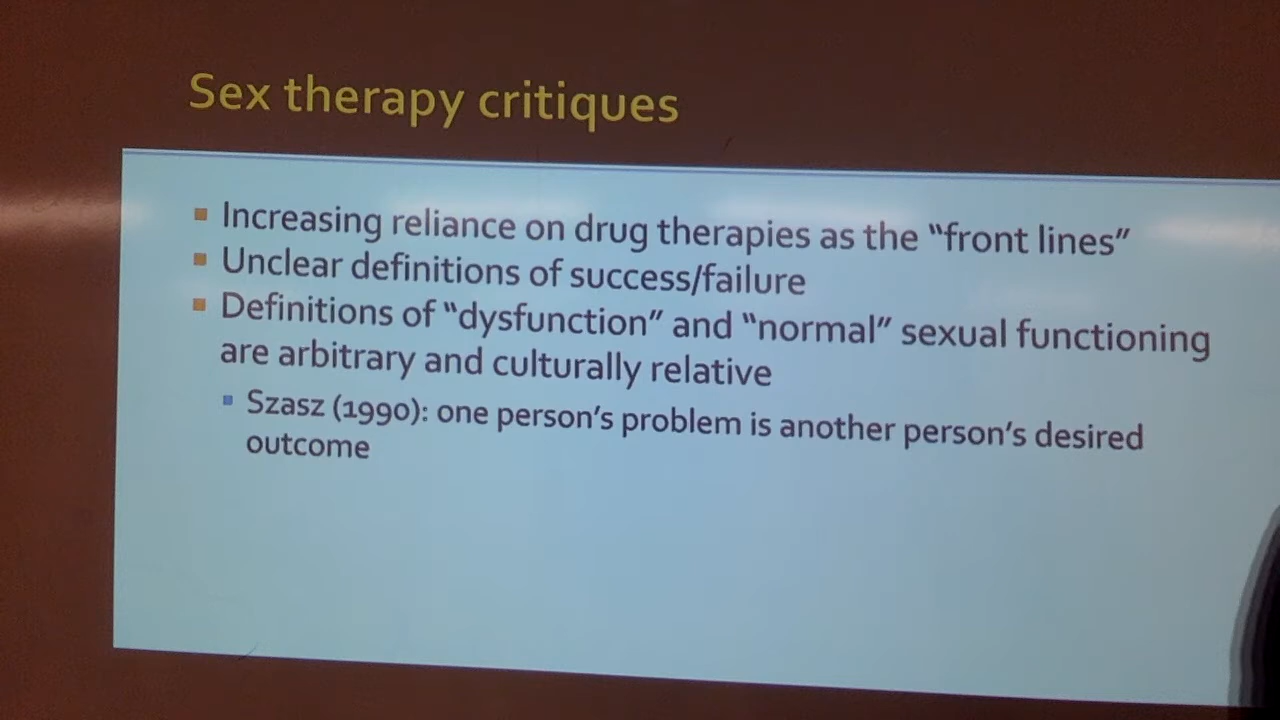 Sex therapy critiques
Increasing reliance on drug therapies as the “front lines”
Unclear definitions of success/failure
Definitions of “dysfunction” and “normal” sexual functioning
are arbitrary and culturally relative
Szasz (1990): one person’s problem is another person’s desired
outcome